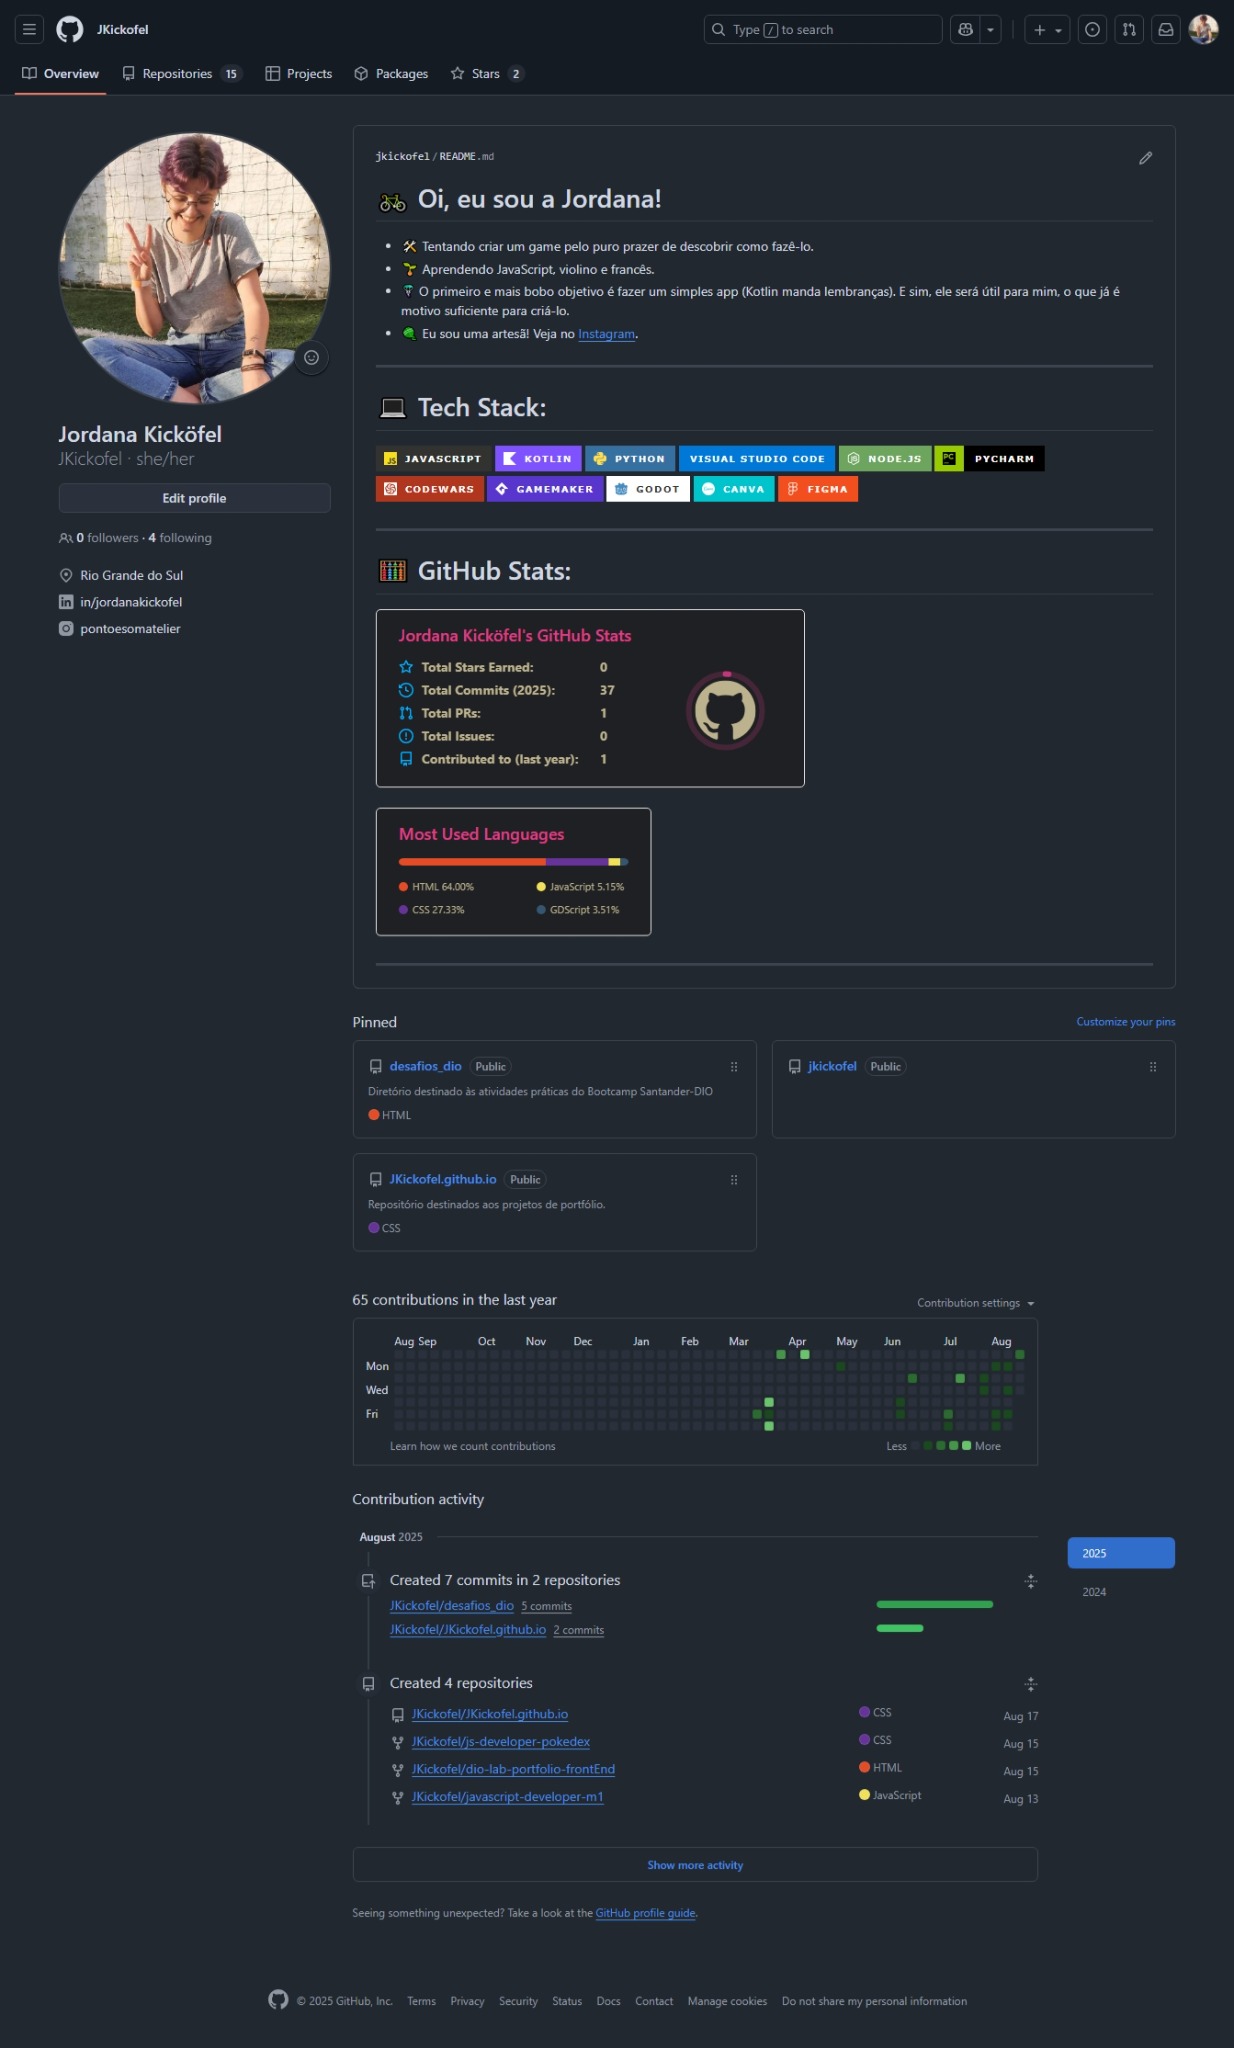 JKickofel
Type / to search
Overview
Repositories 15
Projects
Packages
Stars 2
Jordana Kicköfel
JKickofel · she/her
Edit profile
0 followers · 4 following
Rio Grande do Sul
in/jordanakickofel
pontoesomatelier
jkickofel / README.md
Oi, eu sou a Jordana!
Tentando criar um game pelo puro prazer de descobrir como fazê-lo.
Aprendendo JavaScript, violino e francês.
O primeiro e mais bobo objetivo é fazer um simples app (Kotlin manda lembranças). E sim, ele será útil para mim, o que já é
motivo suficiente para criá-lo.
Eu sou uma artesã! Veja no Instagram.
Tech Stack:
JS JAVASCRIPT KOTLIN PYTHON VISUAL STUDIO CODE NODE.JS PC PYCHARM
CODEWARS GAMEMAKER GODOT CANVA FIGMA
GitHub Stats:
Jordana Kicköfel's GitHub Stats
Total Stars Earned: 0
Total Commits (2025): 37
Total PRs: 1
Total Issues: 0
Contributed to (last year): 1
Most Used Languages
HTML 64.00% JavaScript 5.15%
CSS 27.33% GDScript 3.51%
Pinned
Customize your pins
desafios_dio Public
Diretório destinado às atividades práticas do Bootcamp Santander-DIO
HTML
jkickofel Public
JKickofel.github.io Public
Repositório destinados aos projetos de portfólio.
CSS
65 contributions in the last year
Contribution settings
Aug Sep Oct Nov Dec Jan Feb Mar Apr May Jun Jul Aug
Mon
Wed
Fri
Learn how we count contributions
Less More
Contribution activity
2025
2024
August 2025
Created 7 commits in 2 repositories
JKickofel/desafios_dio 5 commits
JKickofel/JKickofel.github.io 2 commits
Created 4 repositories
JKickofel/JKickofel.github.io CSS Aug 17
JKickofel/js-developer-pokedex CSS Aug 15
JKickofel/dio-lab-portfolio-frontEnd HTML Aug 15
JKickofel/javascript-developer-m1 JavaScript Aug 13
Show more activity
Seeing something unexpected? Take a look at the GitHub profile guide.
© 2025 GitHub, Inc. Terms Privacy Security Status Docs Contact Manage cookies Do not share my personal information